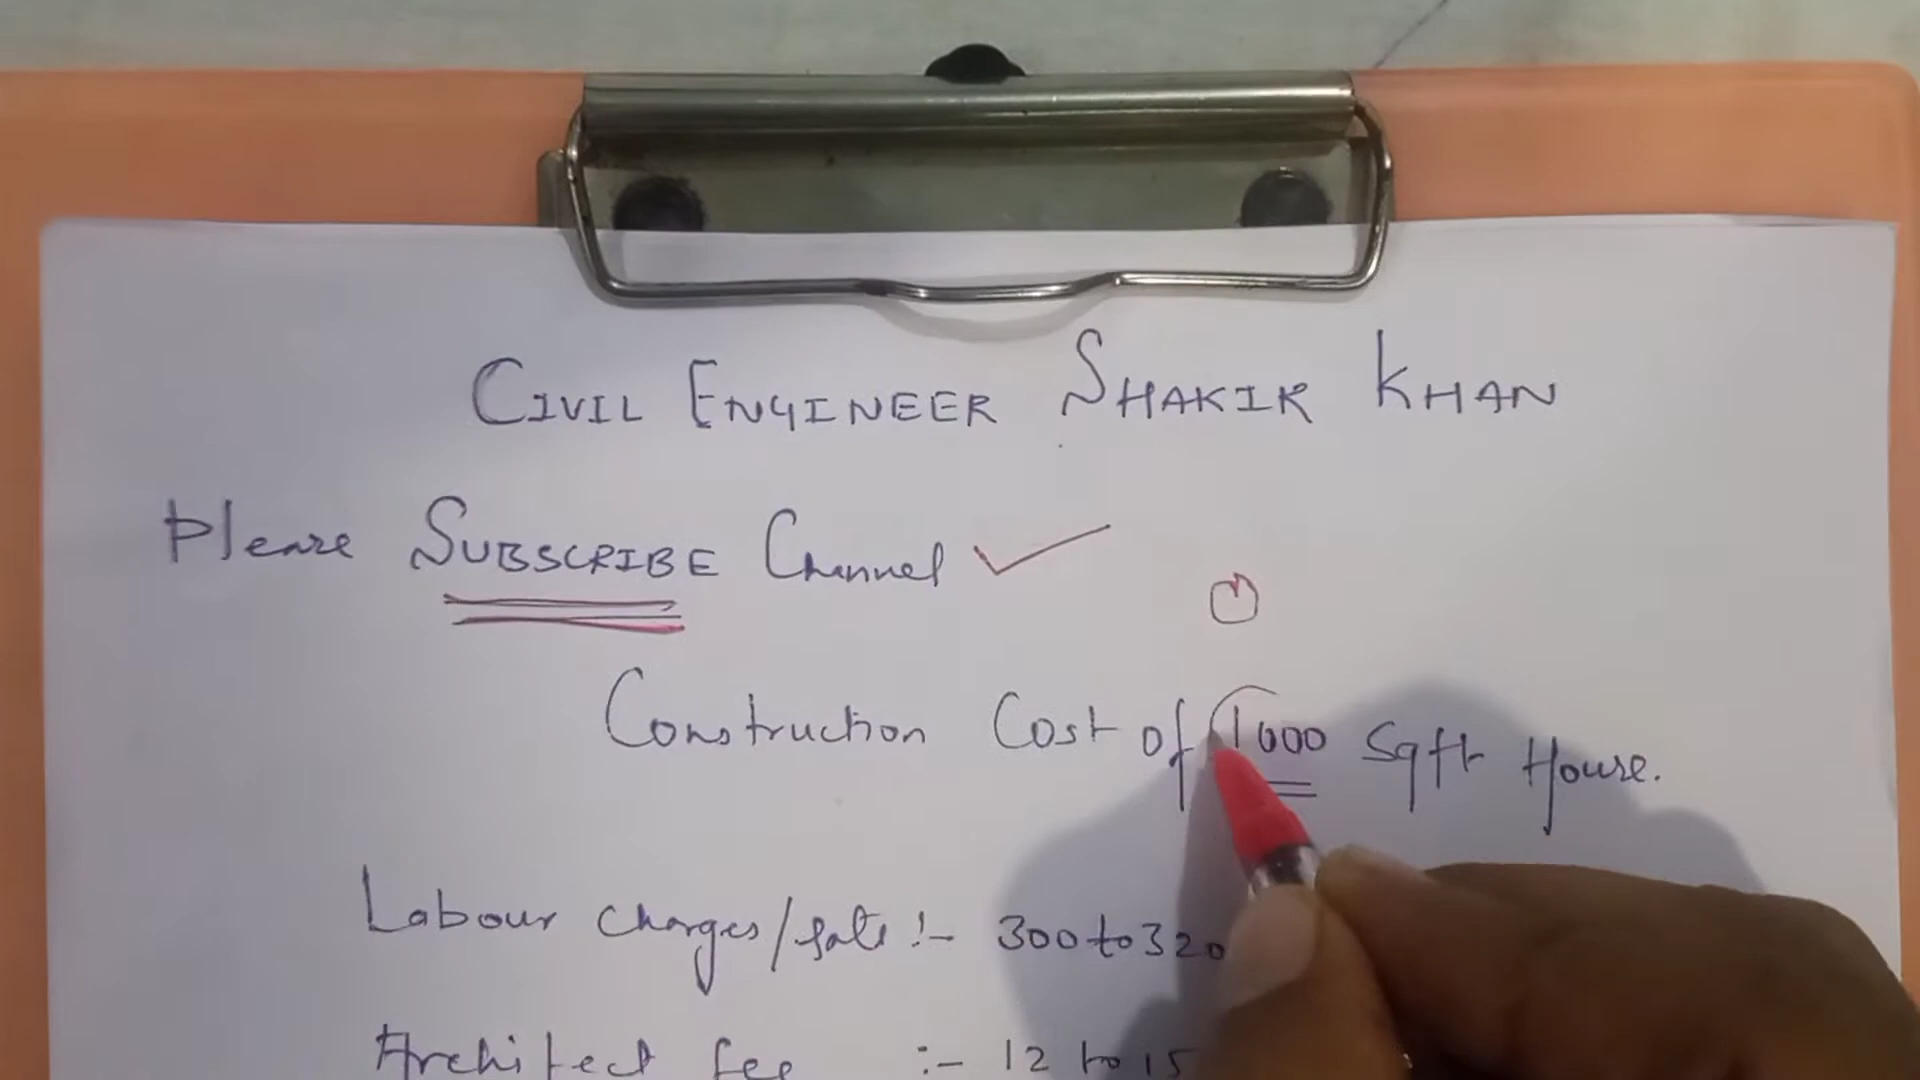 CIVIL ENGINEER SHAKIR KHAN
Please SUBSCRIBE Channel
Construction Cost of 1000 Sqft House.
Labour charges/ :- 300 to 320
Architect fee :- 12 to 15